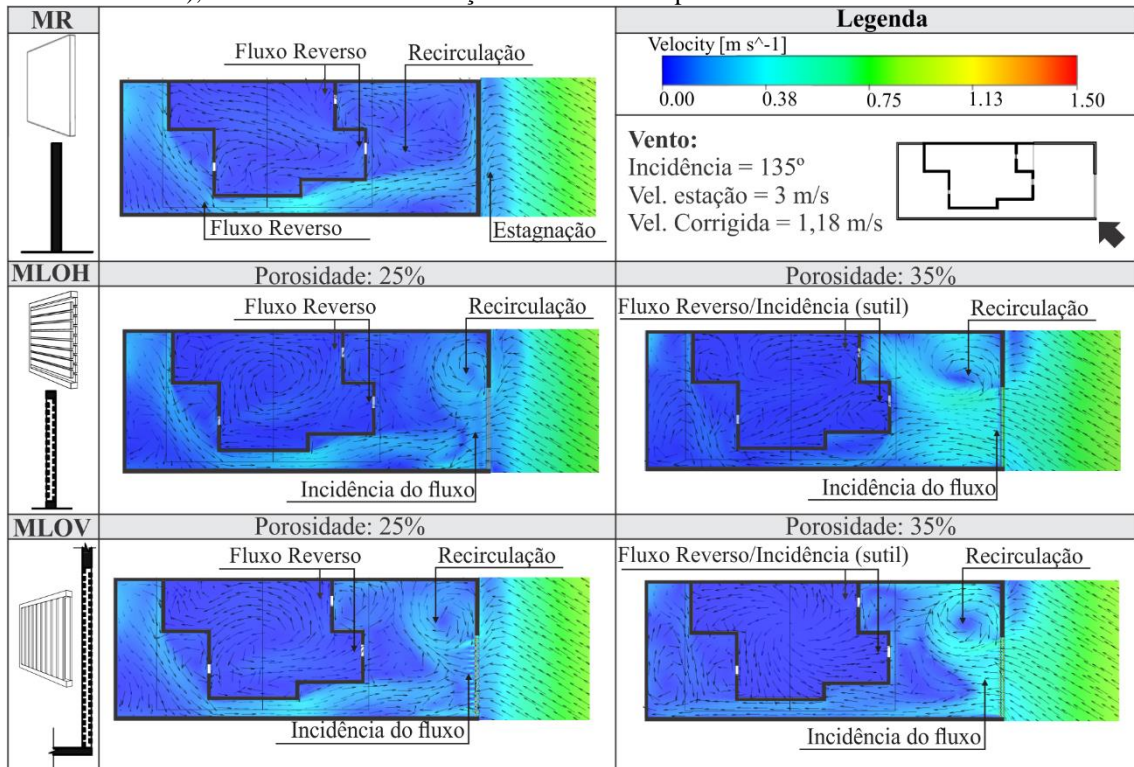 MR
Fluxo Reverso
Recirculação
Fluxo Reverso
Estagnação
Legenda
Velocity [m s^-1]
0.00 0.38 0.75 1.13 1.50
Vento:
Incidência = 135º
Vel. estação = 3 m/s
Vel. Corrigida = 1,18 m/s
MLOH
Porosidade: 25%
Fluxo Reverso
Recirculação
Incidência do fluxo
Porosidade: 35%
Fluxo Reverso/Incidência (sutil)
Recirculação
Incidência do fluxo
MLOV
Porosidade: 25%
Fluxo Reverso
Recirculação
Incidência do fluxo
Porosidade: 35%
Fluxo Reverso/Incidência (sutil)
Recirculação
Incidência do fluxo